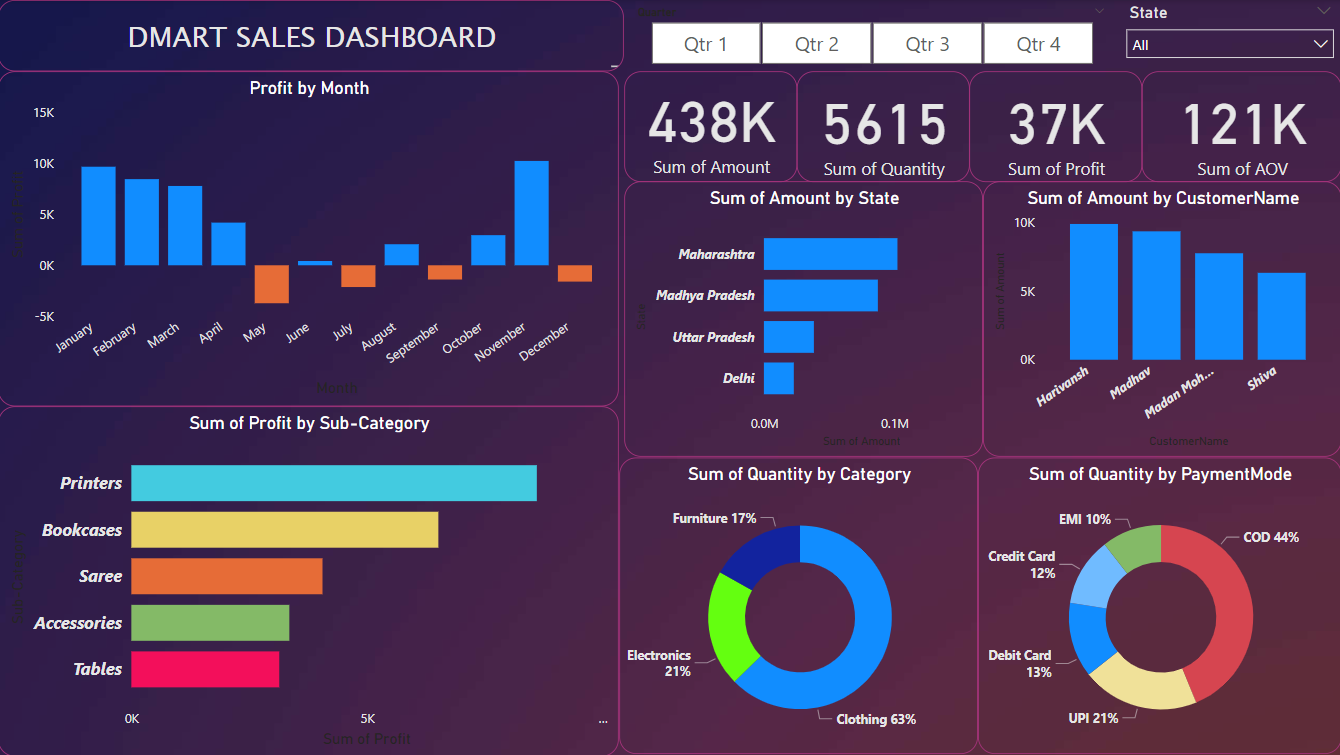 DMART SALES DASHBOARD
Quarter
Qtr 1
Qtr 2
Qtr 3
Qtr 4
State
All
Profit by Month
15K
10K
5K
0K
-5K
Sum of Profit
January
February
March
April
May
June
July
August
September
October
November
December
Month
438K
Sum of Amount
5615
Sum of Quantity
37K
Sum of Profit
121K
Sum of AOV
Sum of Amount by State
State
Maharashtra
Madhya Pradesh
Uttar Pradesh
Delhi
0.0M
0.1M
Sum of Amount
Sum of Amount by CustomerName
Sum of Amount
10K
5K
0K
Harivansh
Madhav
Madan Moh...
Shiva
CustomerName
Sum of Profit by Sub-Category
Printers
Bookcases
Saree
Accessories
Tables
0K
5K
...
Sum of Profit
Sum of Quantity by Category
Furniture 17%
Electronics
21%
Clothing 63%
Sum of Quantity by PaymentMode
EMI 10%
COD 44%
Credit Card
12%
Debit Card
13%
UPI 21%